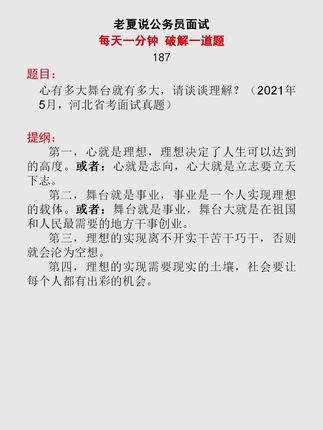 老夏说公务员面试
每天一分钟 破解一道题
187
题目：
心有多大舞台就有多大，请谈谈理解？（2021年
5月，河北省考面试真题）
提纲：
第一，心就是理想，理想决定了人生可以达到
的高度。或者：心就是志向，心大就是立志要立天
下志。
第二，舞台就是事业，事业是一个人实现理想
的载体。或者：舞台就是事业，舞台大就是在祖国
和人民最需要的地方干事创业。
第三，理想的实现离不开实干苦干巧干，否则
就会沦为空想。
第四，理想的实现需要现实的土壤，社会要让
每个人都有出彩的机会。